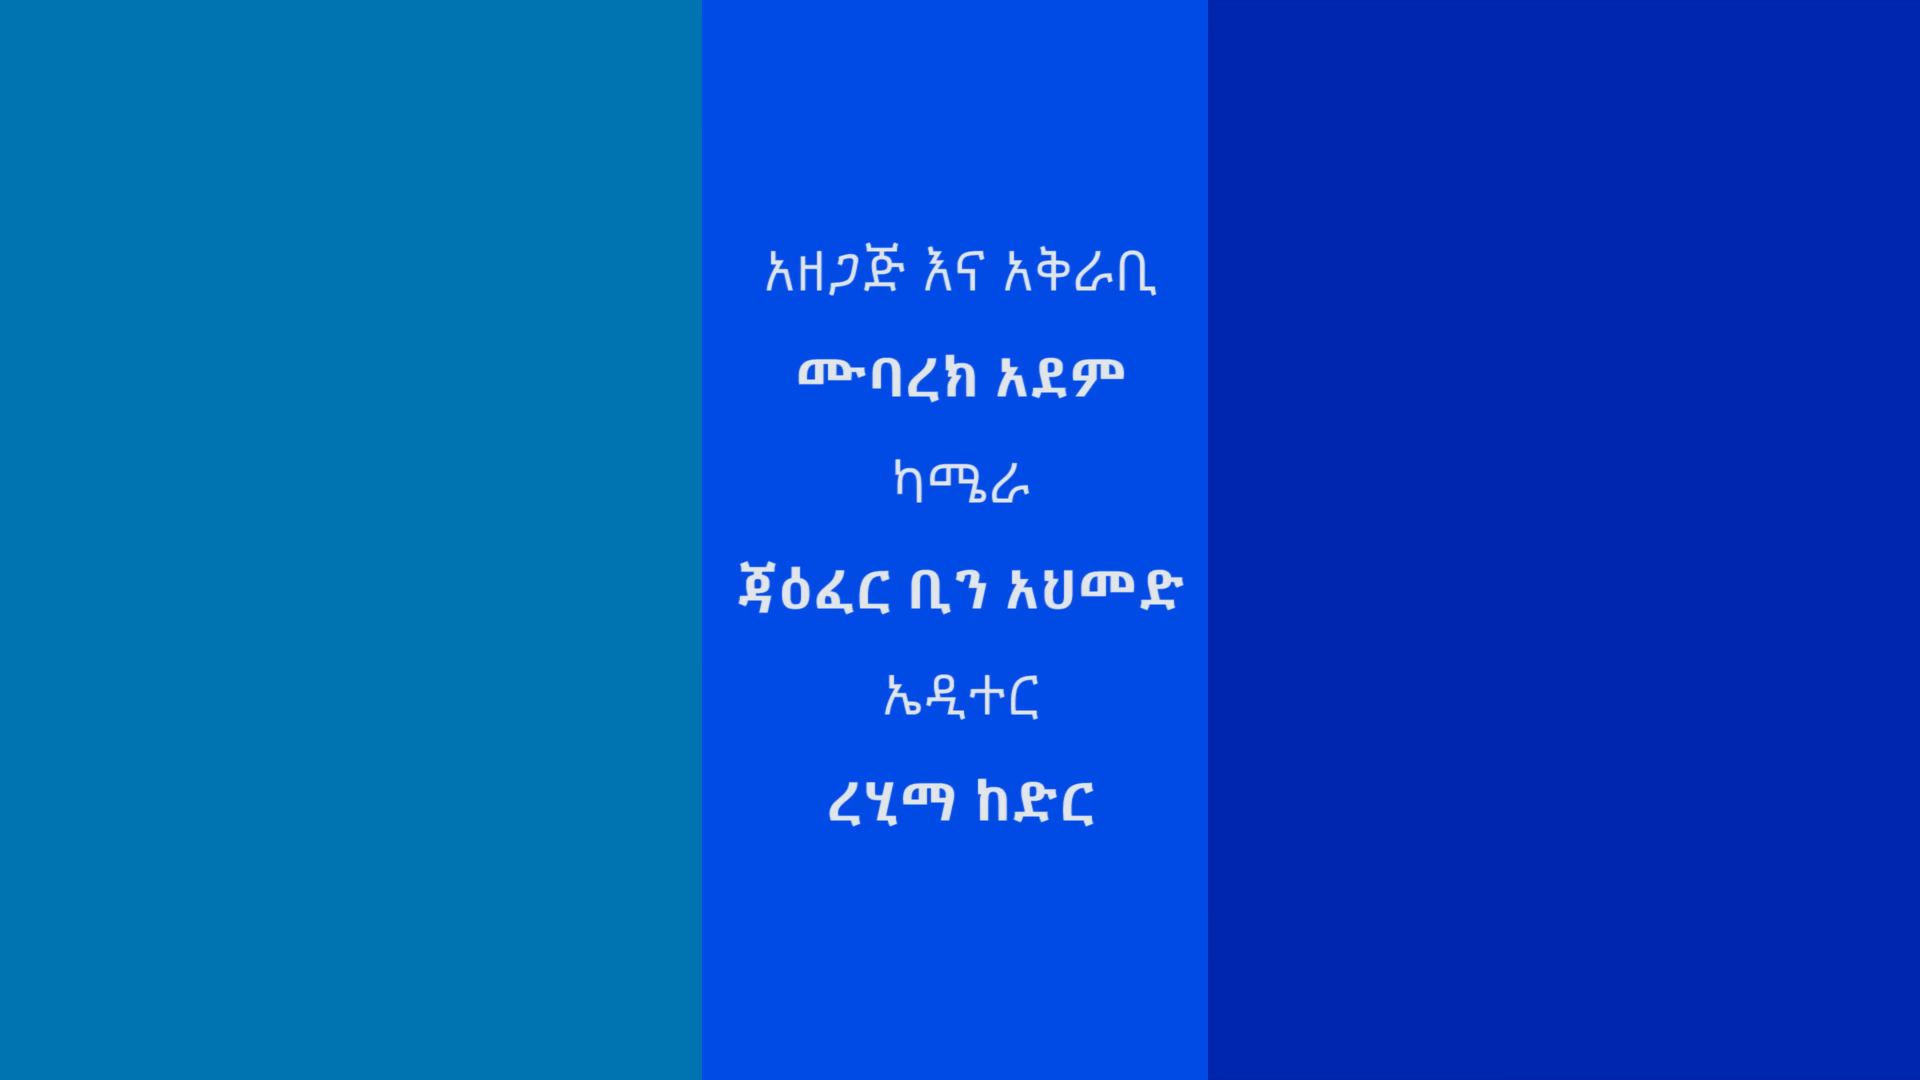 አዘጋጅ እና አቅራቢ
ሙባረክ አደም
ካሜራ
ጃዕፈር ቢን አህመድ
ኤዲተር
ረሂማ ከድር